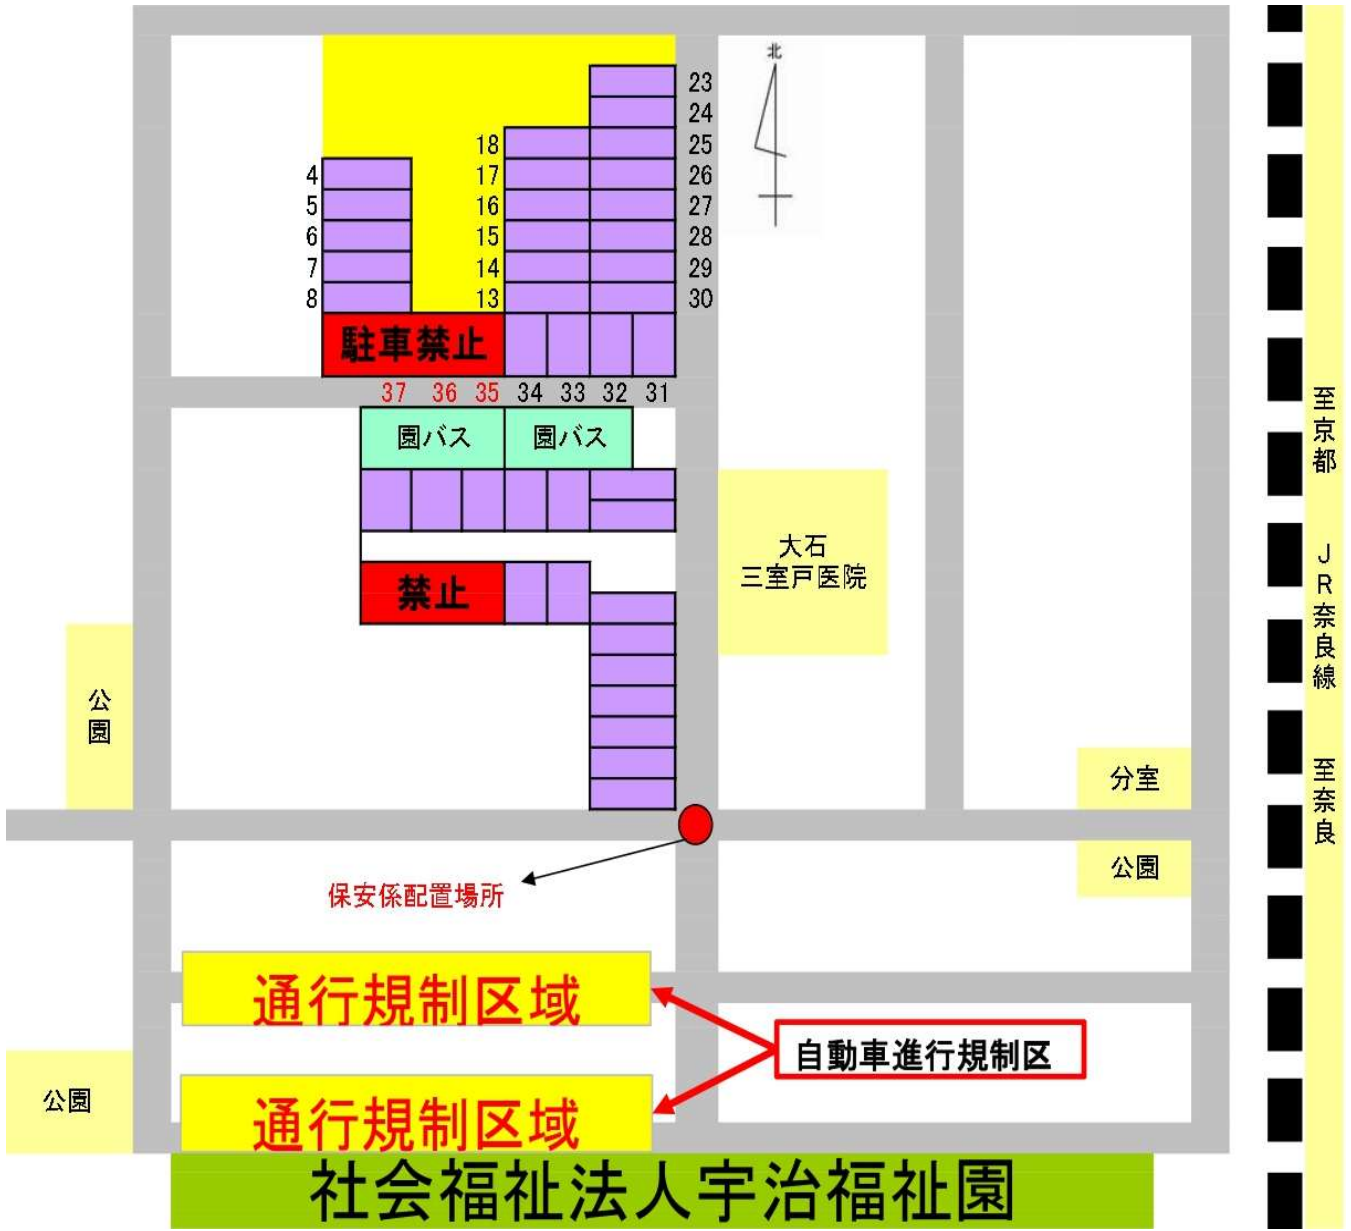 北
23
24
18
25
4
17
26
5
16
27
6
15
28
7
14
29
8
13
30
駐車禁止
37 36 35 34 33 32 31
園バス
園バス
大石
三室戸医院
禁止
公園
分室
公園
保安係配置場所
通行規制区域
自動車進行規制区
通行規制区域
公園
社会福祉法人宇治福祉園
至京都
JR奈良線
至奈良